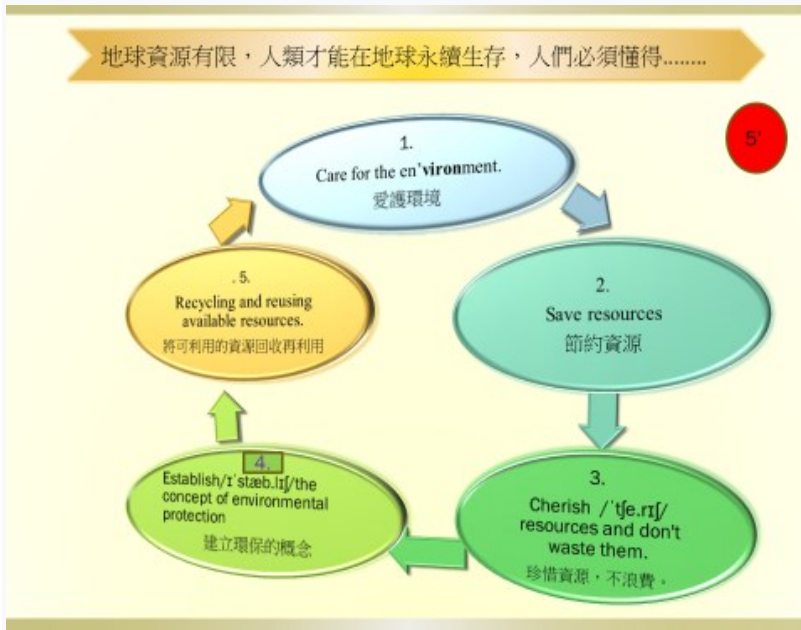 地球資源有限，人類才能在地球永續生存，人們必須懂得........
5'
1.
Care for the en'vironment.
愛護環境
2.
Save resources
節約資源
3.
Cherish /ˈtʃe.rɪʃ/
resources and don't
waste them.
珍惜資源，不浪費。
4.
Establish/ɪˈstæb.lɪʃ/the
concept of environmental
protection
建立環保的概念
. 5.
Recycling and reusing
available resources.
將可利用的資源回收再利用